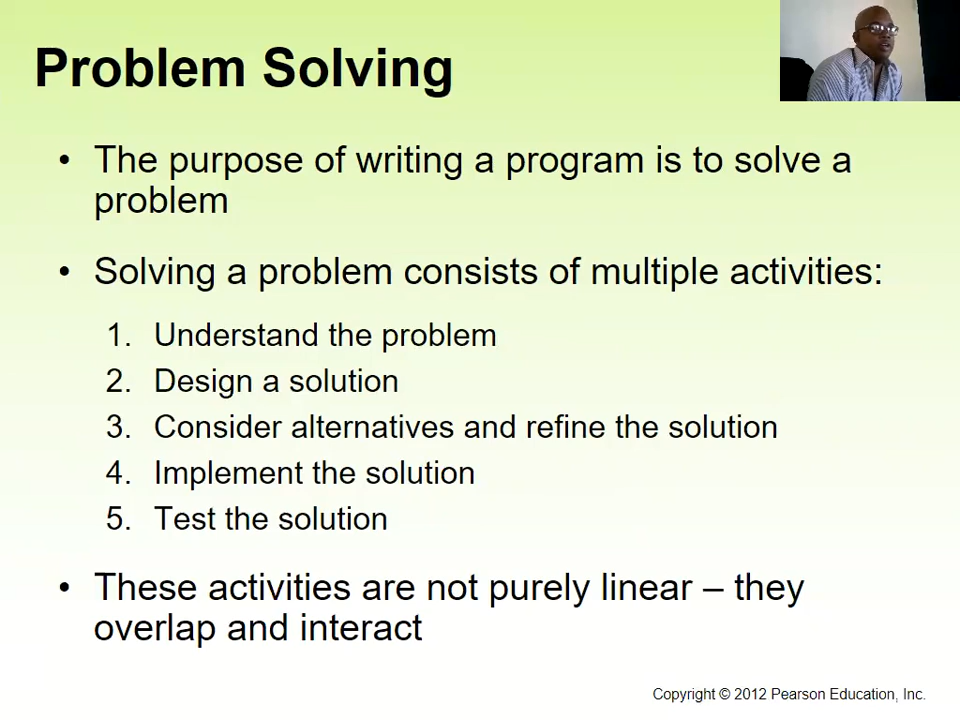 Problem Solving
• The purpose of writing a program is to solve a
problem
• Solving a problem consists of multiple activities:
1. Understand the problem
2. Design a solution
3. Consider alternatives and refine the solution
4. Implement the solution
5. Test the solution
• These activities are not purely linear – they
overlap and interact
Copyright © 2012 Pearson Education, Inc.